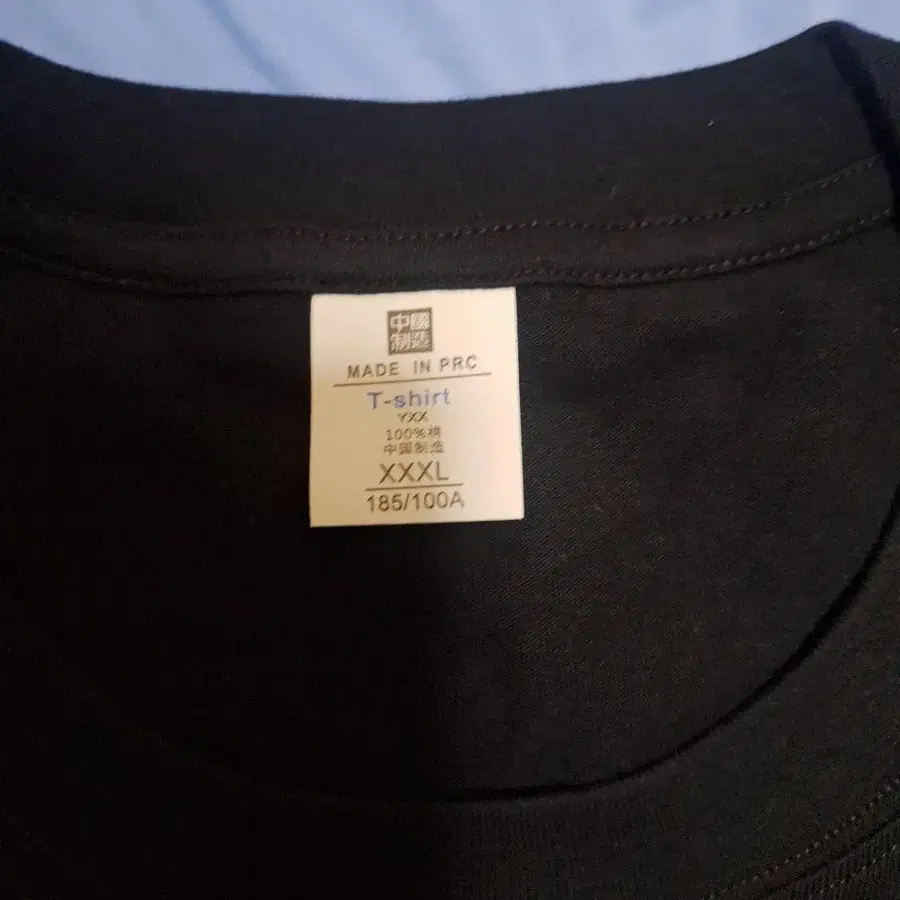 中國
制造
MADE IN PRC
T-shirt
YXX
100%棉
中国制造
XXXL
185/100A